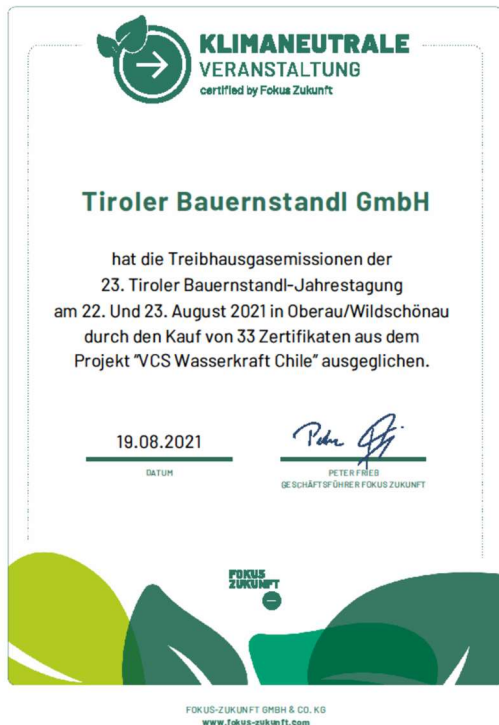 KLIMANEUTRALE
VERANSTALTUNG
certified by Fokus Zukunft
Tiroler Bauernstandl GmbH
hat die Treibhausgasemissionen der
23. Tiroler Bauernstandl-Jahrestagung
am 22. Und 23. August 2021 in Oberau/Wildschönau
durch den Kauf von 33 Zertifikaten aus dem
Projekt "VCS Wasserkraft Chile" ausgeglichen.
19.08.2021
DATUM
PETER FRIEß
GESCHÄFTSFÜHRER FOKUS ZUKUNFT
FOKUS
ZUKUNFT
FOKUS-ZUKUNFT GMBH & CO. KG
www.fokus-zukunft.com